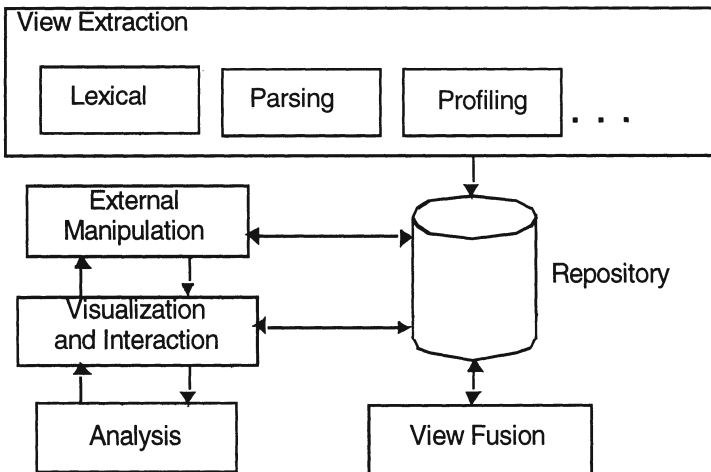 View Extraction
Lexical
Parsing
Profiling
. . .
External
Manipulation
Repository
Visualization
and Interaction
Analysis
View Fusion